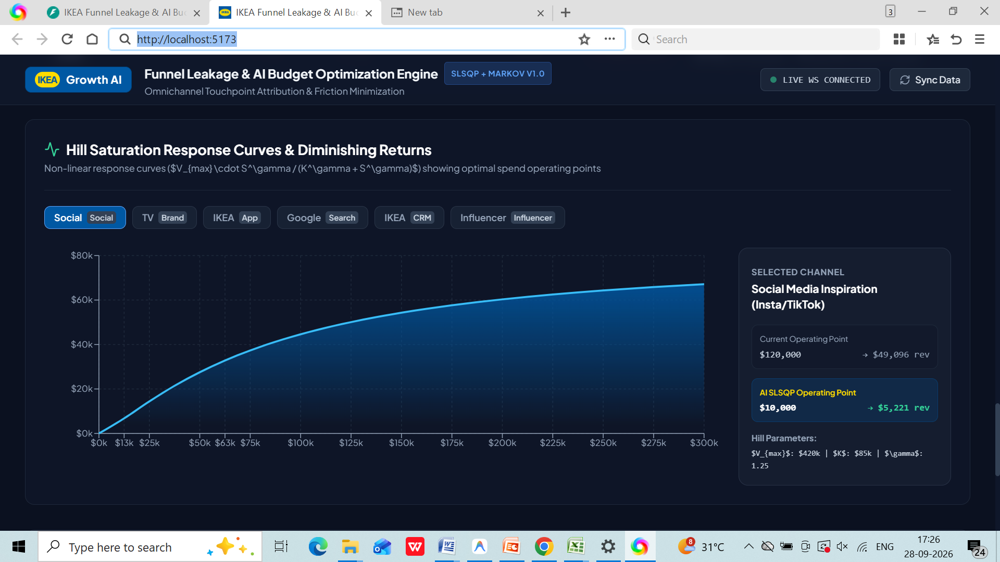 IKEA Funnel Leakage & AI Bu
IKEA Funnel Leakage & AI Bu
New tab
3
http://localhost:5173
Search
IKEA Growth AI
Funnel Leakage & AI Budget Optimization Engine
SLSQP + MARKOV V1.0
Omnichannel Touchpoint Attribution & Friction Minimization
LIVE WS CONNECTED
Sync Data
Hill Saturation Response Curves & Diminishing Returns
Non-linear response curves ($V_{max} \cdot S^\gamma / (K^\gamma + S^\gamma)$) showing optimal spend operating points
Social Social
TV Brand
IKEA App
Google Search
IKEA CRM
Influencer Influencer
$80k
$60k
$40k
$20k
$0k
$0k $13k $25k $50k $63k $75k $100k $125k $150k $175k $200k $225k $250k $275k $300k
SELECTED CHANNEL
Social Media Inspiration
(Insta/TikTok)
Current Operating Point
$120,000 → $49,096 rev
AI SLSQP Operating Point
$10,000 → $5,221 rev
Hill Parameters:
$V_{max}$: $420k | $K$: $85k | $\gamma$:
1.25
Type here to search
8
31°C
ENG
17:26
28-09-2026
24